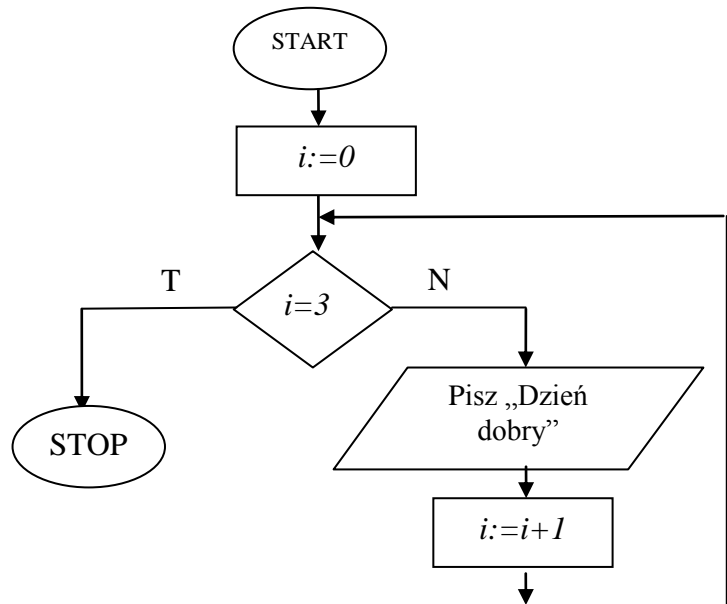 START
i:=0
T
i=3
N
Pisz „Dzień
dobry”
STOP
i:=i+1